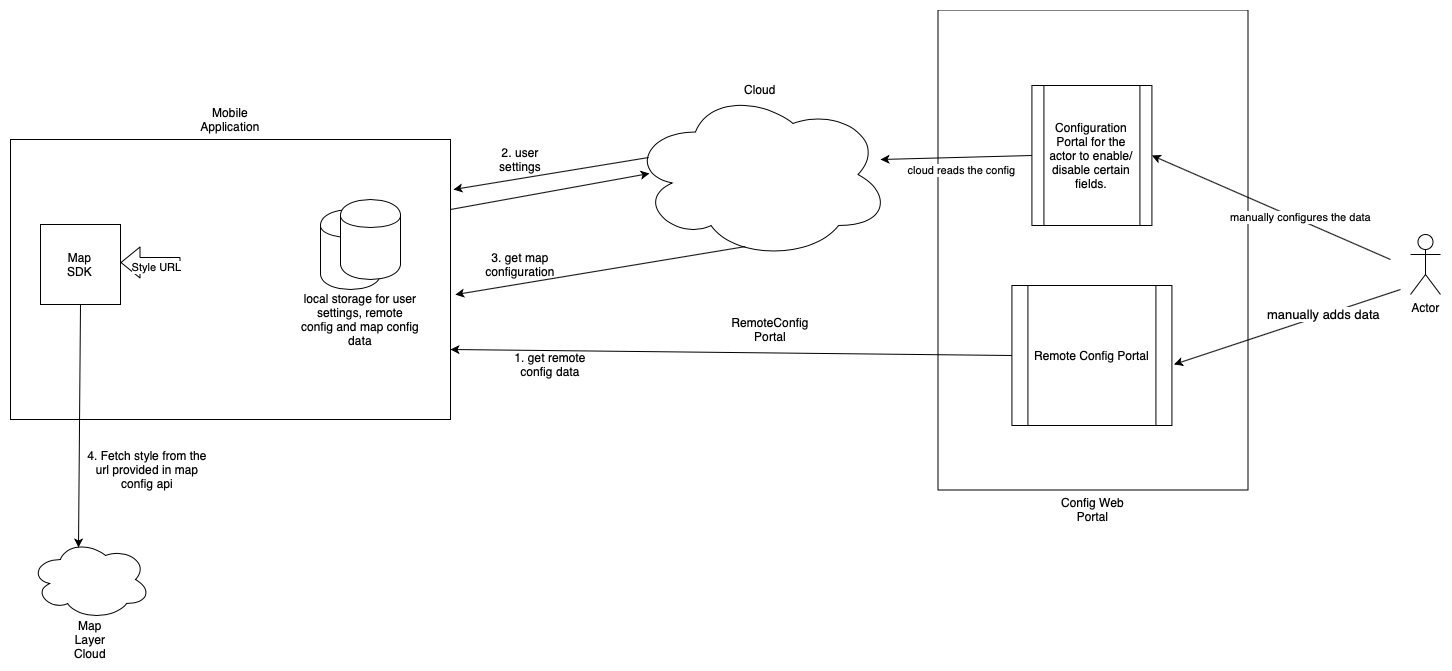 Cloud
Mobile
Application
Configuration
Portal for the
actor to enable/
disable certain
fields.
2. user
settings
cloud reads the config
manually configures the data
Map
SDK
Style URL
3. get map
configuration
local storage for user
settings, remote
config and map config
data
Actor
manually adds data
RemoteConfig
Portal
Remote Config Portal
1. get remote
config data
4. Fetch style from the
url provided in map
config api
Config Web
Portal
Map
Layer
Cloud